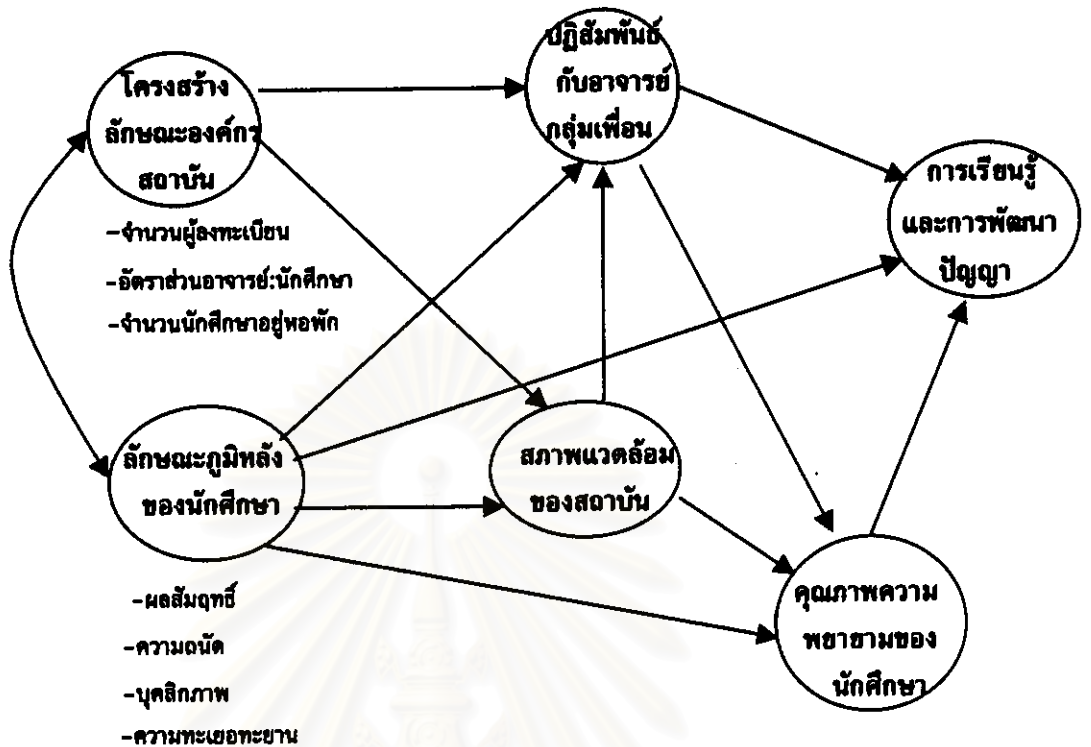 ปฏิสัมพันธ์
กับอาจารย์
กลุ่มเพื่อน
โครงสร้าง
ลักษณะองค์กร
สถาบัน
-จำนวนผู้ลงทะเบียน
-อัตราส่วนอาจารย์:นักศึกษา
-จำนวนนักศึกษาอยู่หอพัก
การเรียนรู้
และการพัฒนา
ปัญญา
ลักษณะภูมิหลัง
ของนักศึกษา
สภาพแวดล้อม
ของสถาบัน
-ผลสัมฤทธิ์
-ความถนัด
-บุคลิกภาพ
-ความทะเยอทะยาน
คุณภาพความ
พยายามของ
นักศึกษา